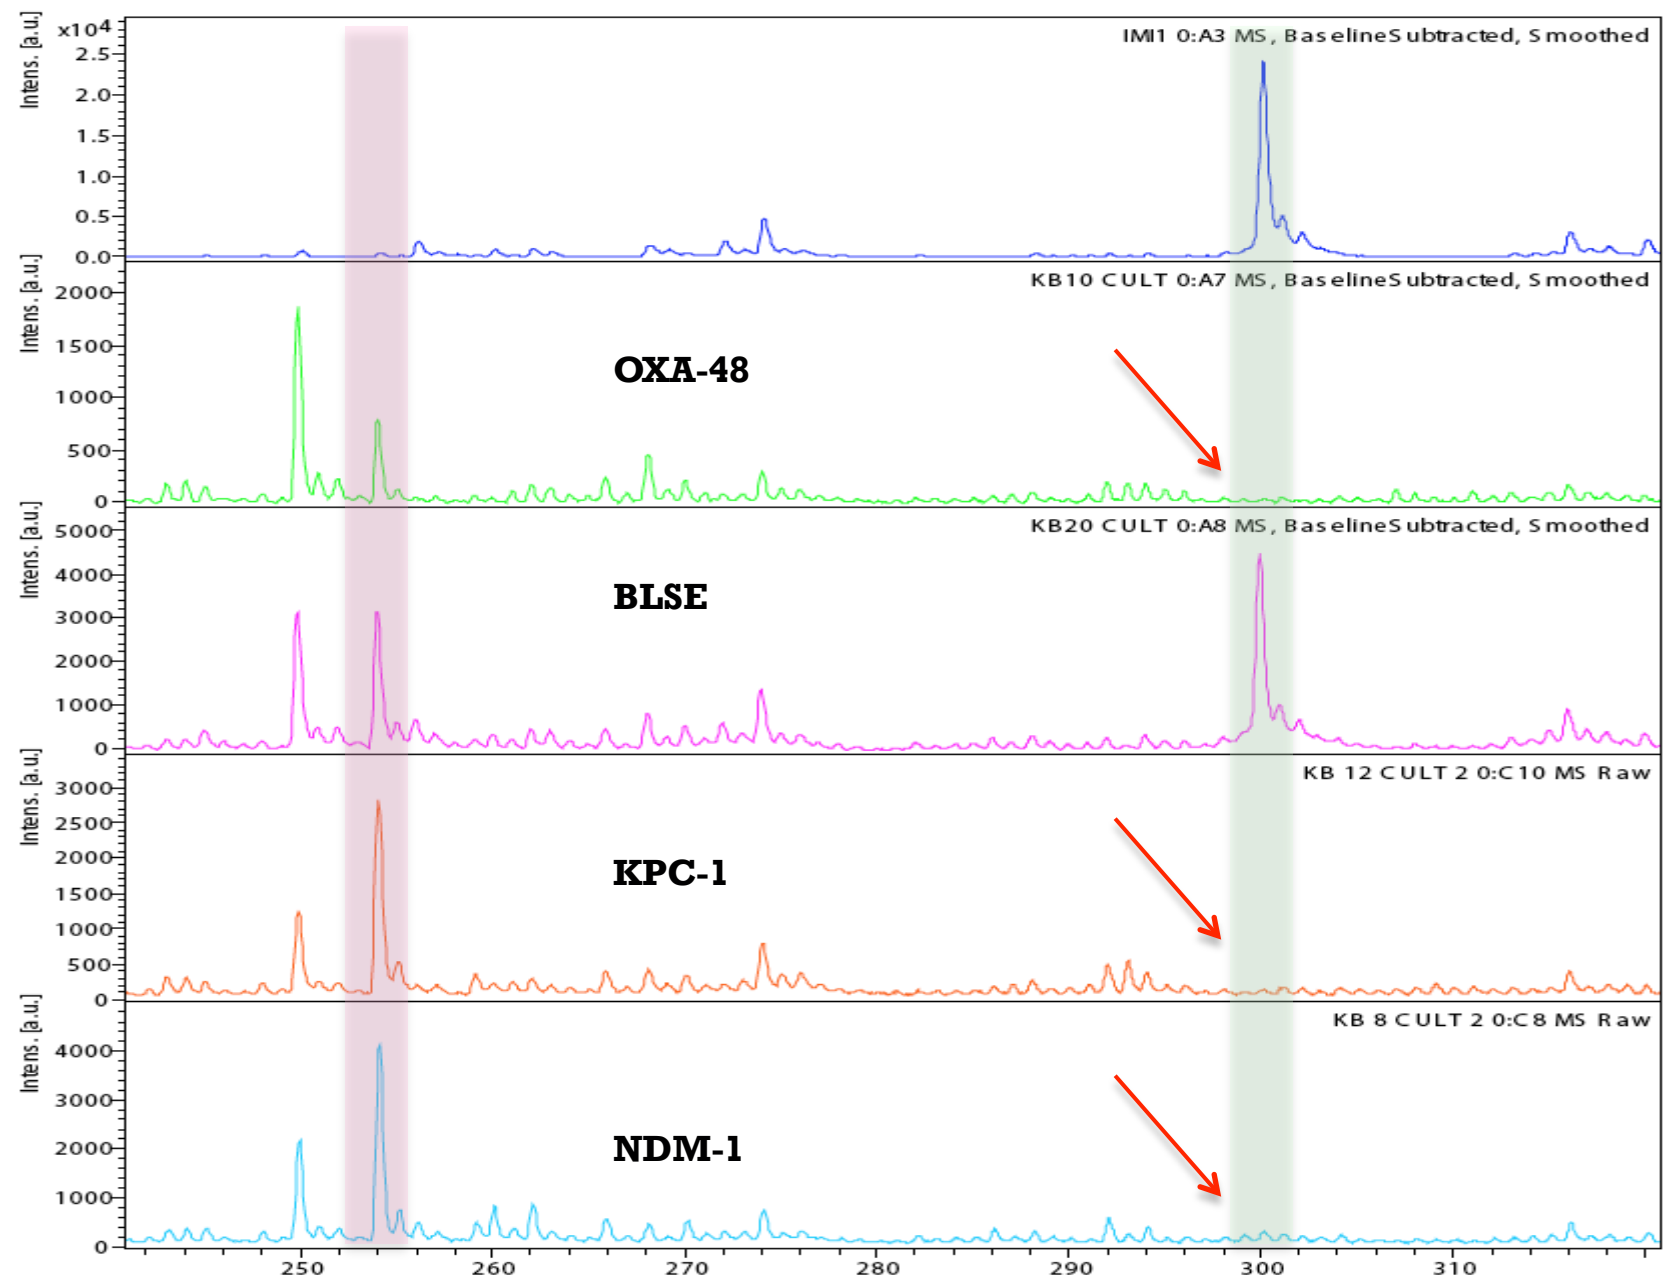 x10⁴
Intens. [a.u.]
IMI1 0:A3 MS, BaselineSubtracted, Smoothed
2.5
2.0
1.5
1.0
0.5
0.0
Intens. [a.u.]
KB10 CULT 0:A7 MS, BaselineSubtracted, Smoothed
2000
1500
OXA-48
1000
500
0
Intens. [a.u.]
KB20 CULT 0:A8 MS, BaselineSubtracted, Smoothed
5000
4000
BLSE
3000
2000
1000
0
Intens. [a.u.]
KB 12 CULT 2 0:C10 MS Raw
3000
2500
2000
KPC-1
1500
1000
500
0
Intens. [a.u.]
KB 8 CULT 2 0:C8 MS Raw
4000
3000
2000
NDM-1
1000
0
250 260 270 280 290 300 310